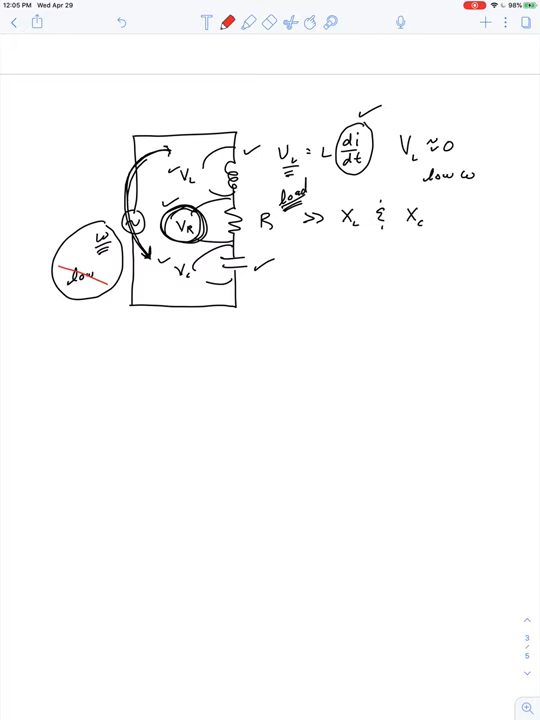 12:05 PM Wed Apr 29
98%
V_L
U_L = L di/dt
V_L ≈ 0
low ω
load
V_R
R >> X_L & X_C
V_C
ω
low
3
/
5